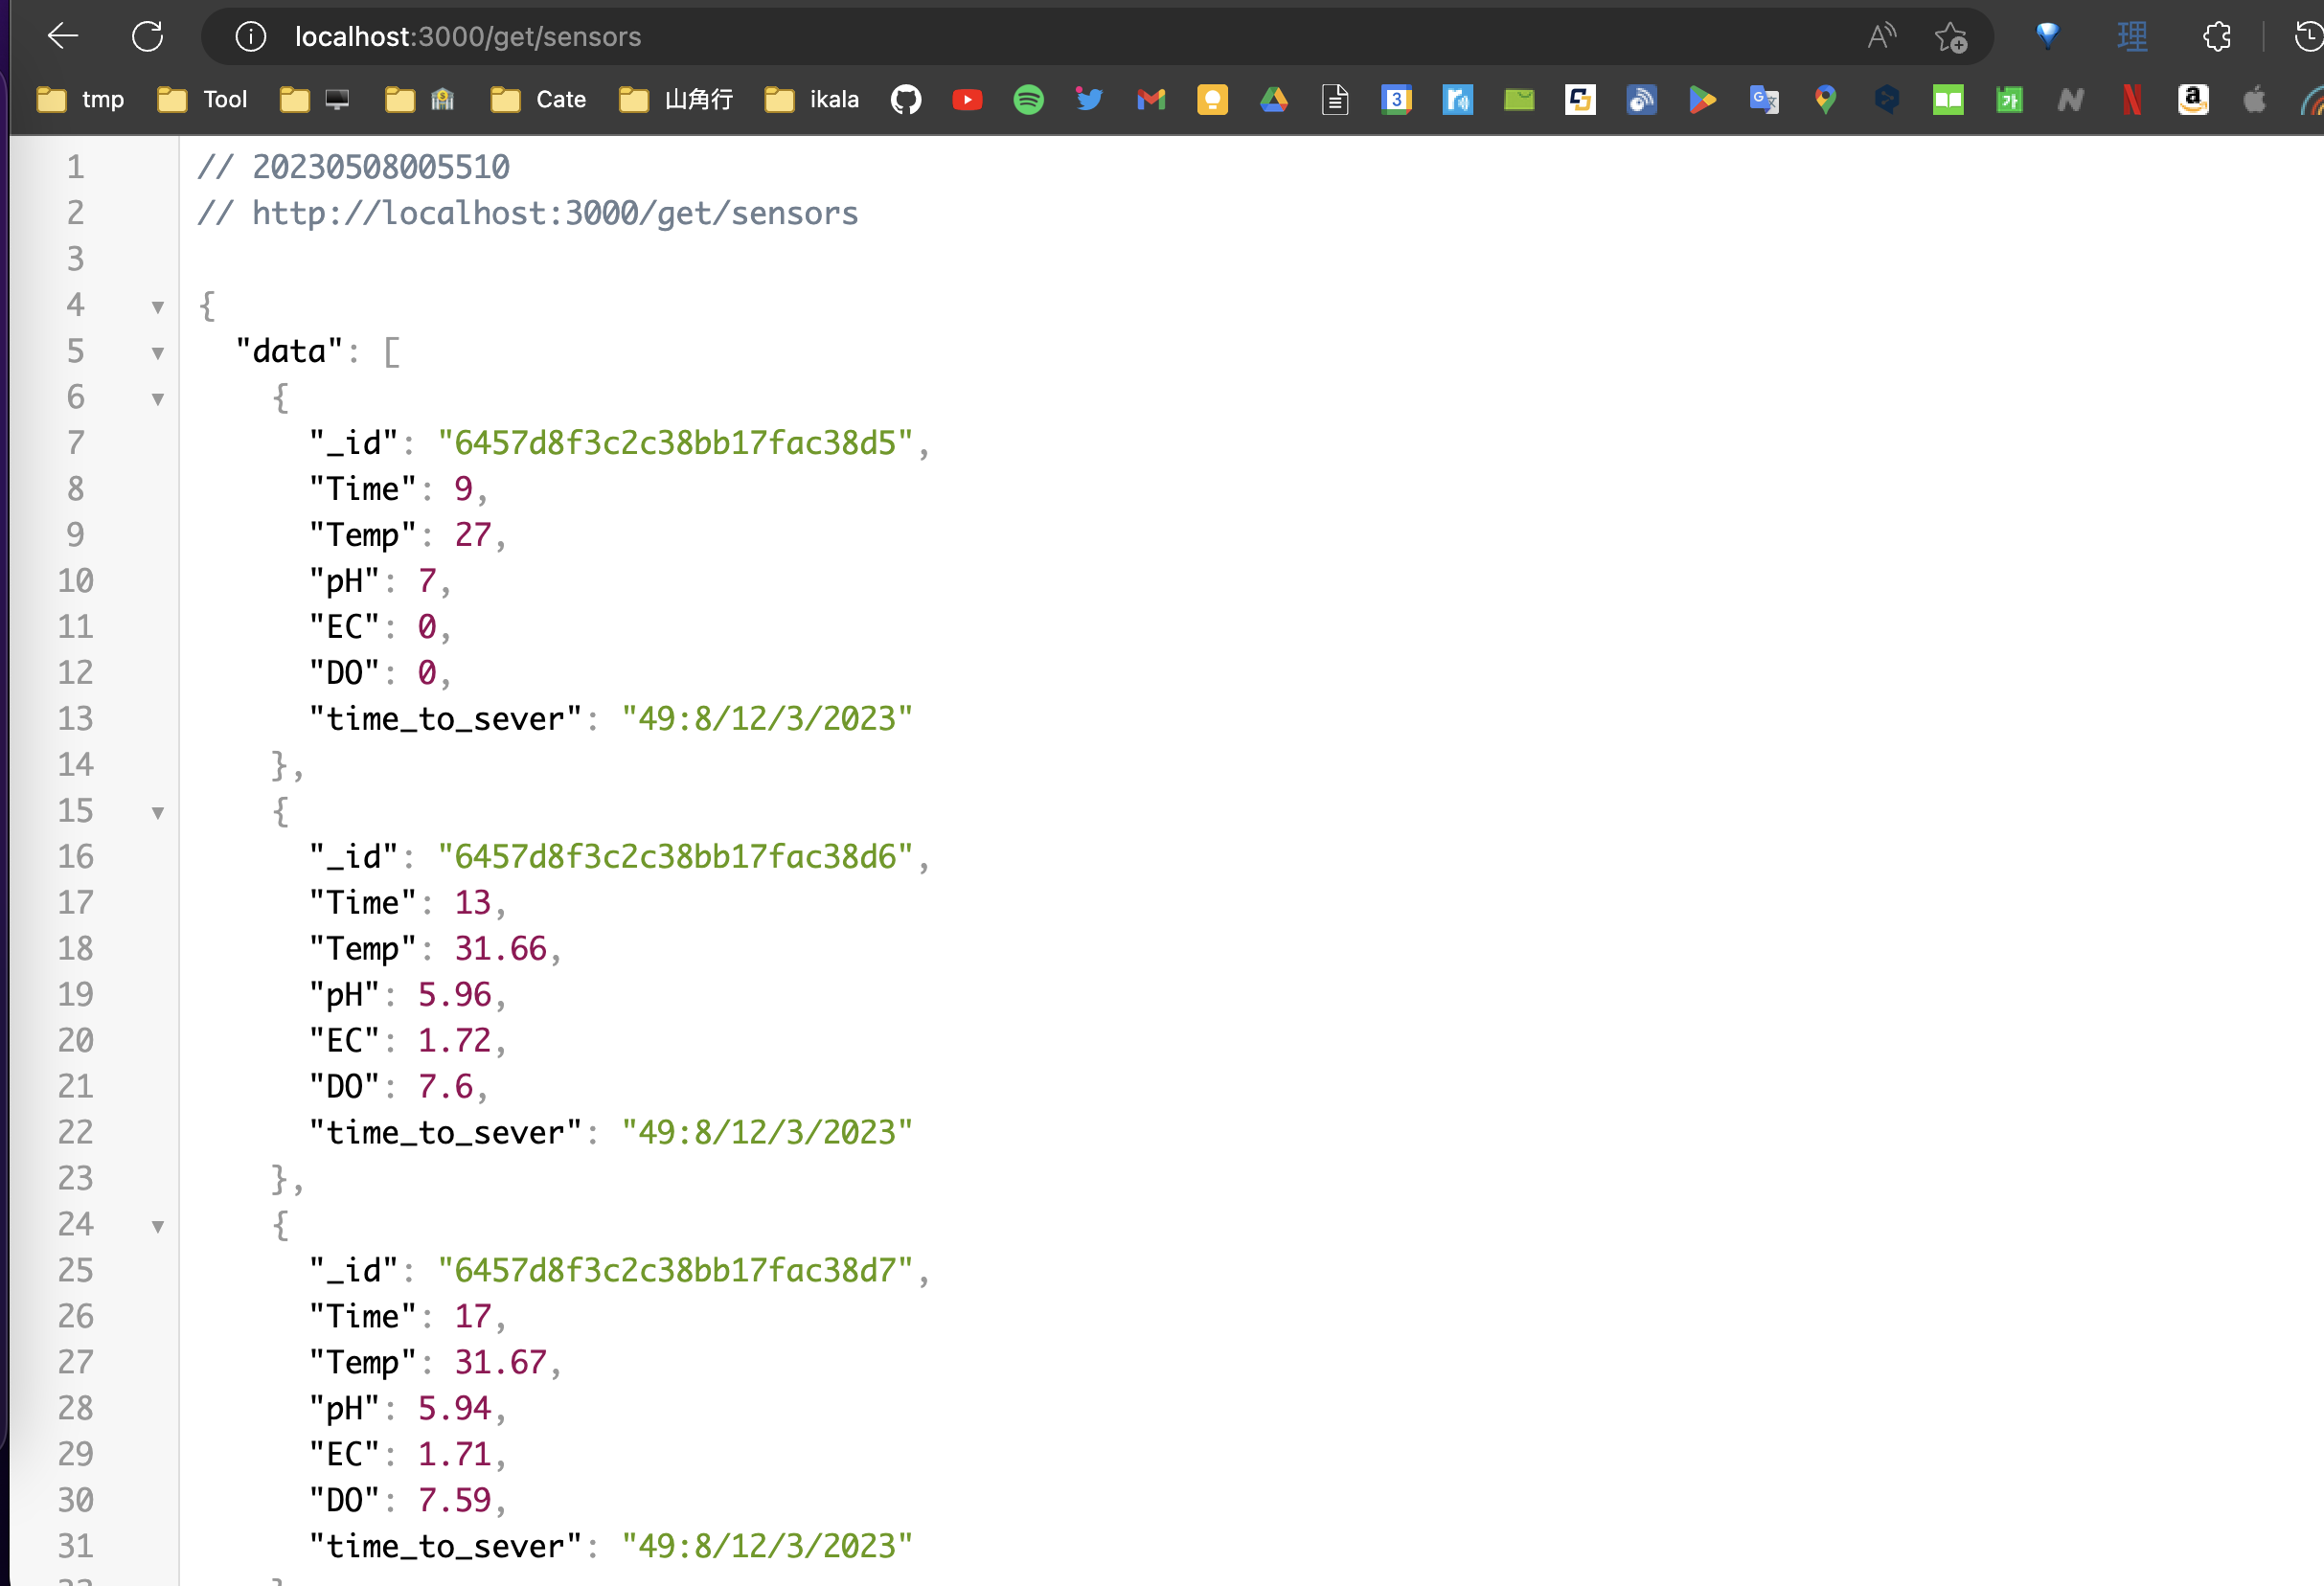 localhost:3000/get/sensors
tmp Tool Cate 山角行 ikala
1 // 20230508005510
2 // http://localhost:3000/get/sensors
3
4 {
5 "data": [
6 {
7 "_id": "6457d8f3c2c38bb17fac38d5",
8 "Time": 9,
9 "Temp": 27,
10 "pH": 7,
11 "EC": 0,
12 "DO": 0,
13 "time_to_sever": "49:8/12/3/2023"
14 },
15 {
16 "_id": "6457d8f3c2c38bb17fac38d6",
17 "Time": 13,
18 "Temp": 31.66,
19 "pH": 5.96,
20 "EC": 1.72,
21 "DO": 7.6,
22 "time_to_sever": "49:8/12/3/2023"
23 },
24 {
25 "_id": "6457d8f3c2c38bb17fac38d7",
26 "Time": 17,
27 "Temp": 31.67,
28 "pH": 5.94,
29 "EC": 1.71,
30 "DO": 7.59,
31 "time_to_sever": "49:8/12/3/2023"